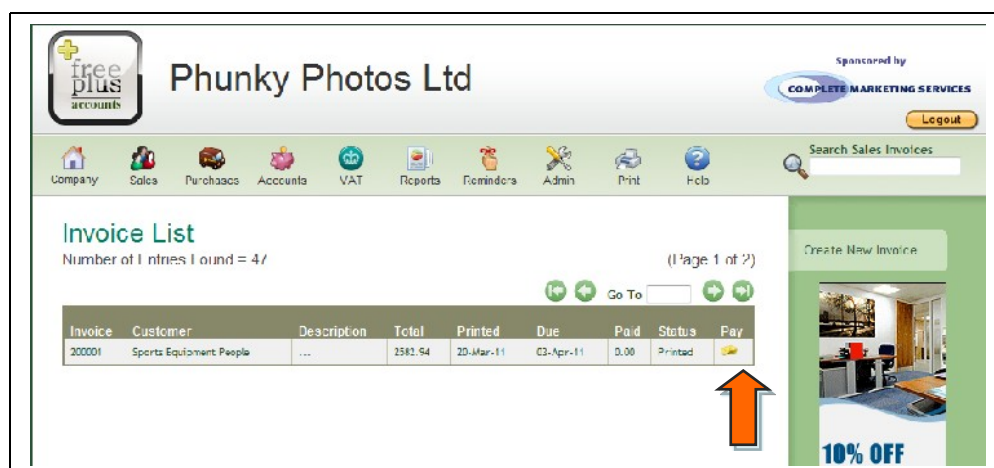 free
plus
accounts
Phunky Photos Ltd
Sponsored by
COMPLETE MARKETING SERVICES
Logout
Company Sales Purchases Accounts VAT Reports Reminders Admin Print Help
Search Sales Invoices
Invoice List
Number of Entries Found = 47
(Page 1 of 2)
Go To
Create New Invoice
Invoice Customer Description Total Printed Due Paid Status Pay
200001 Sports Equipment People ... 2582.94 20-Mar-11 03-Apr-11 0.00 Printed
10% OFF